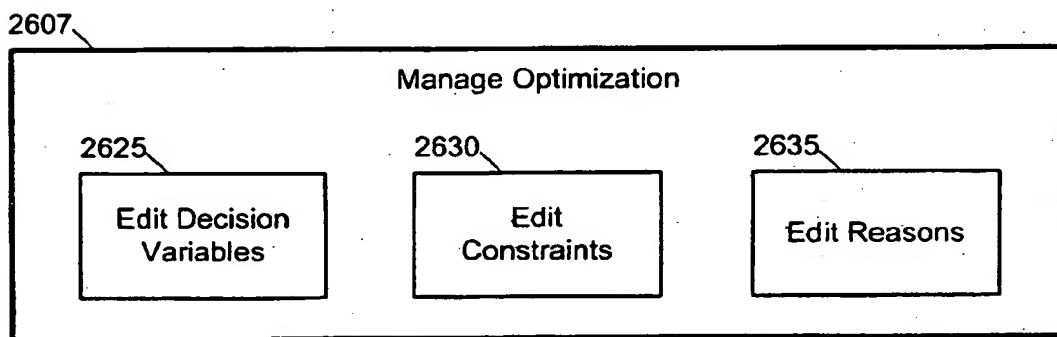 2607
Manage Optimization
2625 2630 2635
Edit Decision Variables
Edit Constraints
Edit Reasons